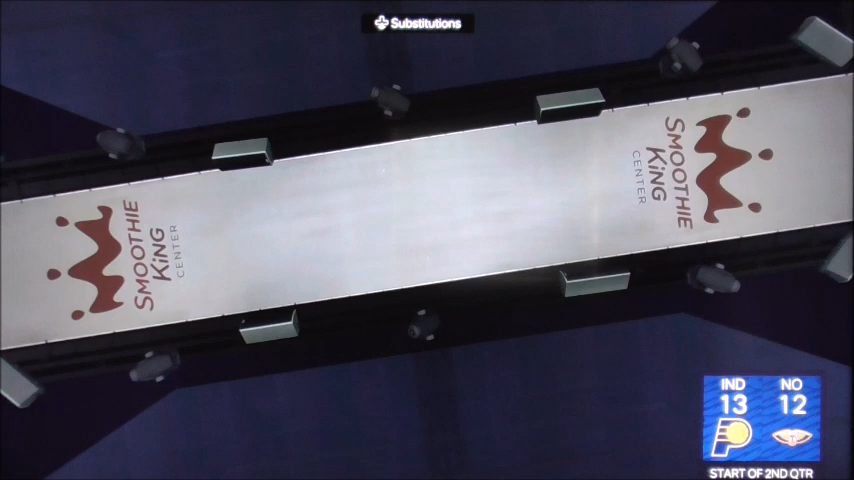 Substitutions
SMOOTHIE
KiNG
CENTER
SMOOTHIE
KiNG
CENTER
IND NO
13 12
START OF 2ND QTR